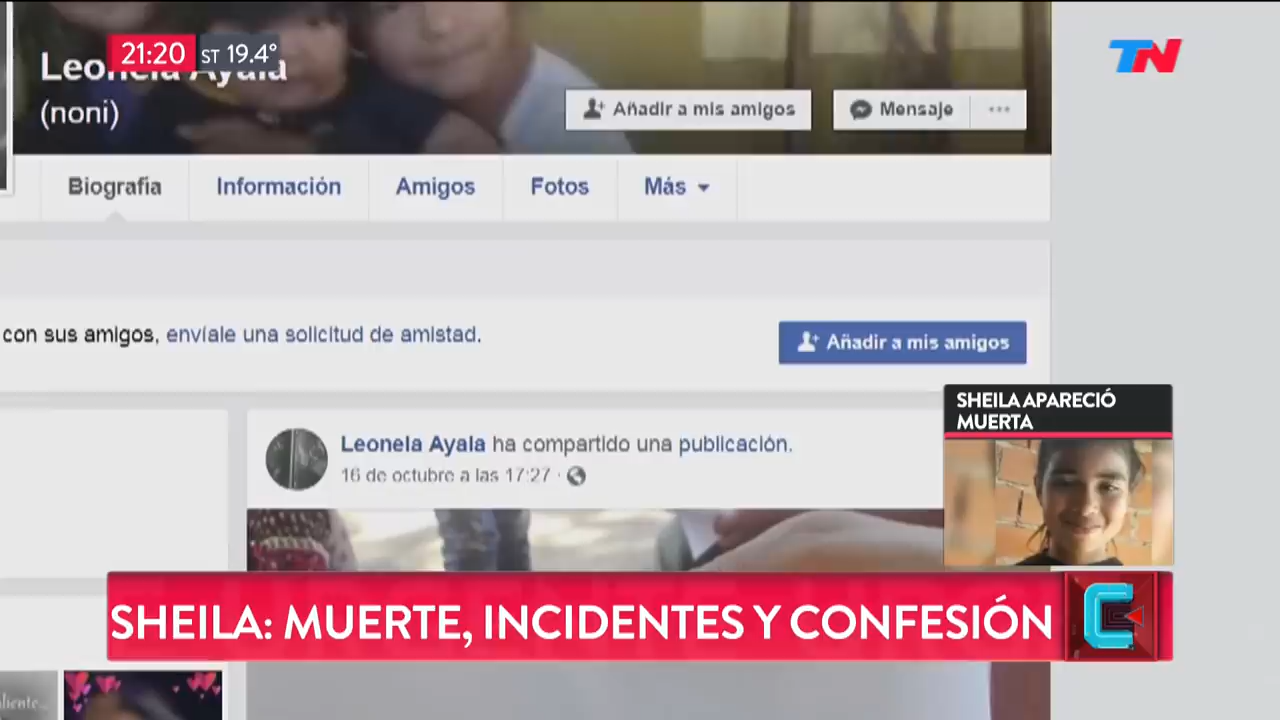 21:20 ST 19.4°
TN
Leonela Ayala
(noni)
Añadir a mis amigos
Mensaje
Biografia
Información
Amigos
Fotos
Más
con sus amigos, envíale una solicitud de amistad.
Añadir a mis amigos
SHEILA APARECIÓ
MUERTA
Leonela Ayala ha compartido una publicación.
16 de octubre a las 17:27
SHEILA: MUERTE, INCIDENTES Y CONFESIÓN